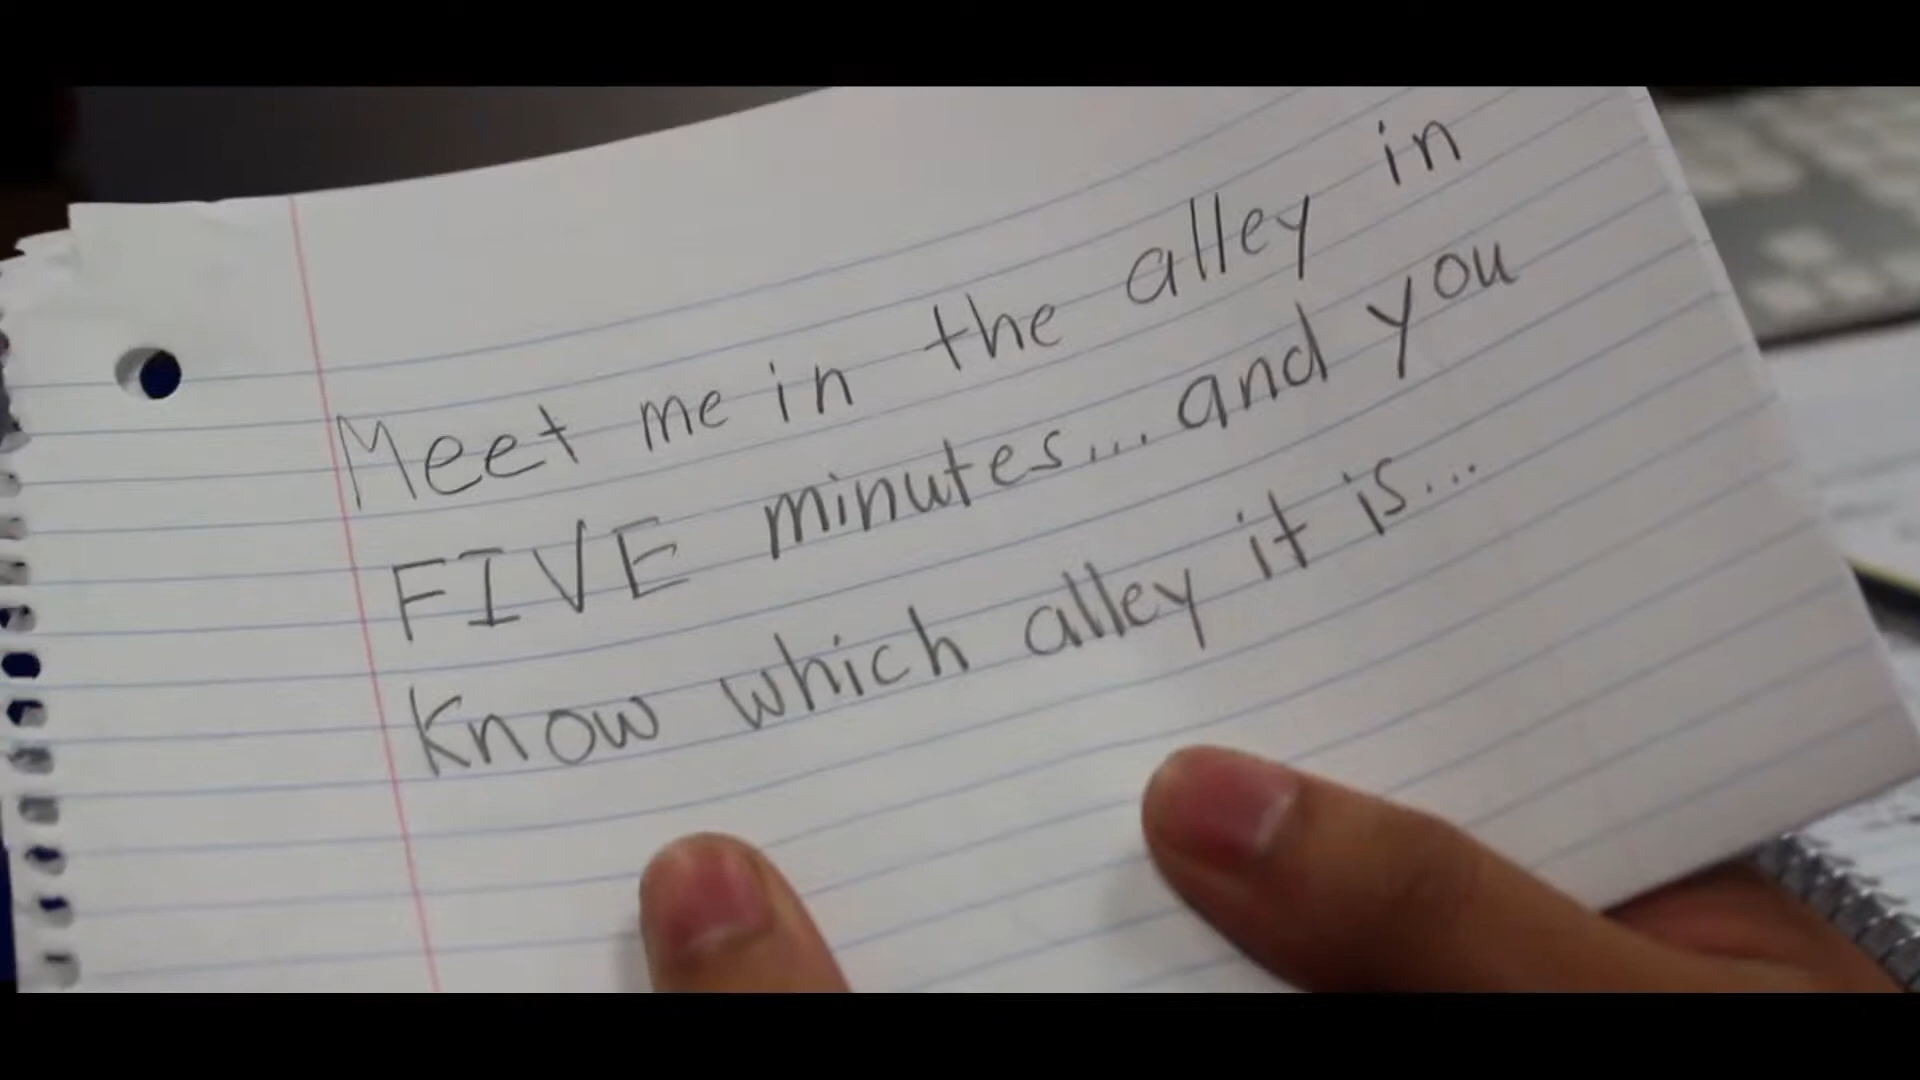 Meet me in the alley in
FIVE minutes... and you
Know which alley it is...